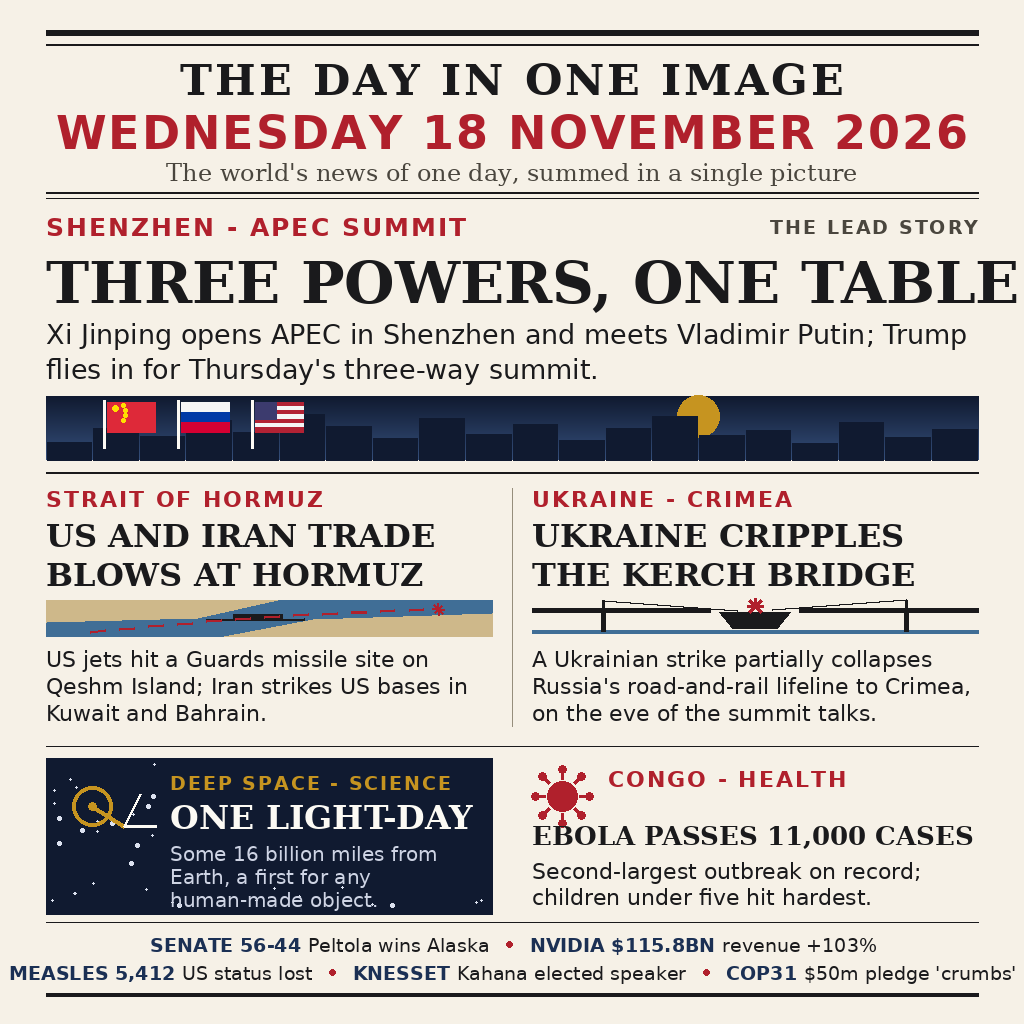 THE DAY IN ONE IMAGE
WEDNESDAY 18 NOVEMBER 2026
The world's news of one day, summed in a single picture
SHENZHEN - APEC SUMMIT
THE LEAD STORY
THREE POWERS, ONE TABLE
Xi Jinping opens APEC in Shenzhen and meets Vladimir Putin; Trump
flies in for Thursday's three-way summit.
STRAIT OF HORMUZ
US AND IRAN TRADE
BLOWS AT HORMUZ
US jets hit a Guards missile site on
Qeshm Island; Iran strikes US bases in
Kuwait and Bahrain.
UKRAINE - CRIMEA
UKRAINE CRIPPLES
THE KERCH BRIDGE
A Ukrainian strike partially collapses
Russia's road-and-rail lifeline to Crimea,
on the eve of the summit talks.
DEEP SPACE - SCIENCE
ONE LIGHT-DAY
Some 16 billion miles from
Earth, a first for any
human-made object.
CONGO - HEALTH
EBOLA PASSES 11,000 CASES
Second-largest outbreak on record;
children under five hit hardest.
SENATE 56-44 Peltola wins Alaska • NVIDIA $115.8BN revenue +103%
MEASLES 5,412 US status lost • KNESSET Kahana elected speaker • COP31 $50m pledge 'crumbs'